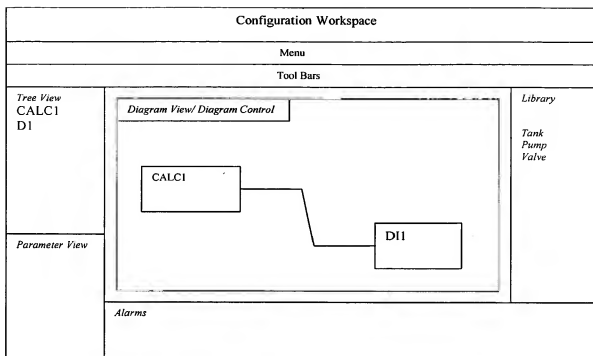 Configuration Workspace
Menu
Tool Bars
Tree View
CALC1
D1
Diagram View/ Diagram Control
CALC1
DI1
Library
Tank
Pump
Valve
Parameter View
Alarms